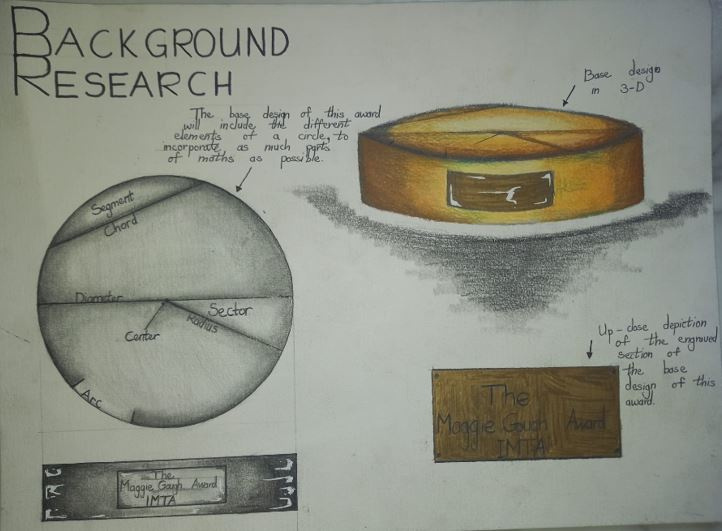 BACKGROUND
RESEARCH
The base design of this award
will include the different
elements of a circle, to
incorporate as much parts
of maths as possible.
Base design
in 3-D
Segment
Chord
Diameter
Sector
Radius
Center
Arc
Up-close depiction
of the engraved
section of
the base
design of this
award.
The
Maggie Gough Award
IMTA
The
Maggie Gough Award
IMTA